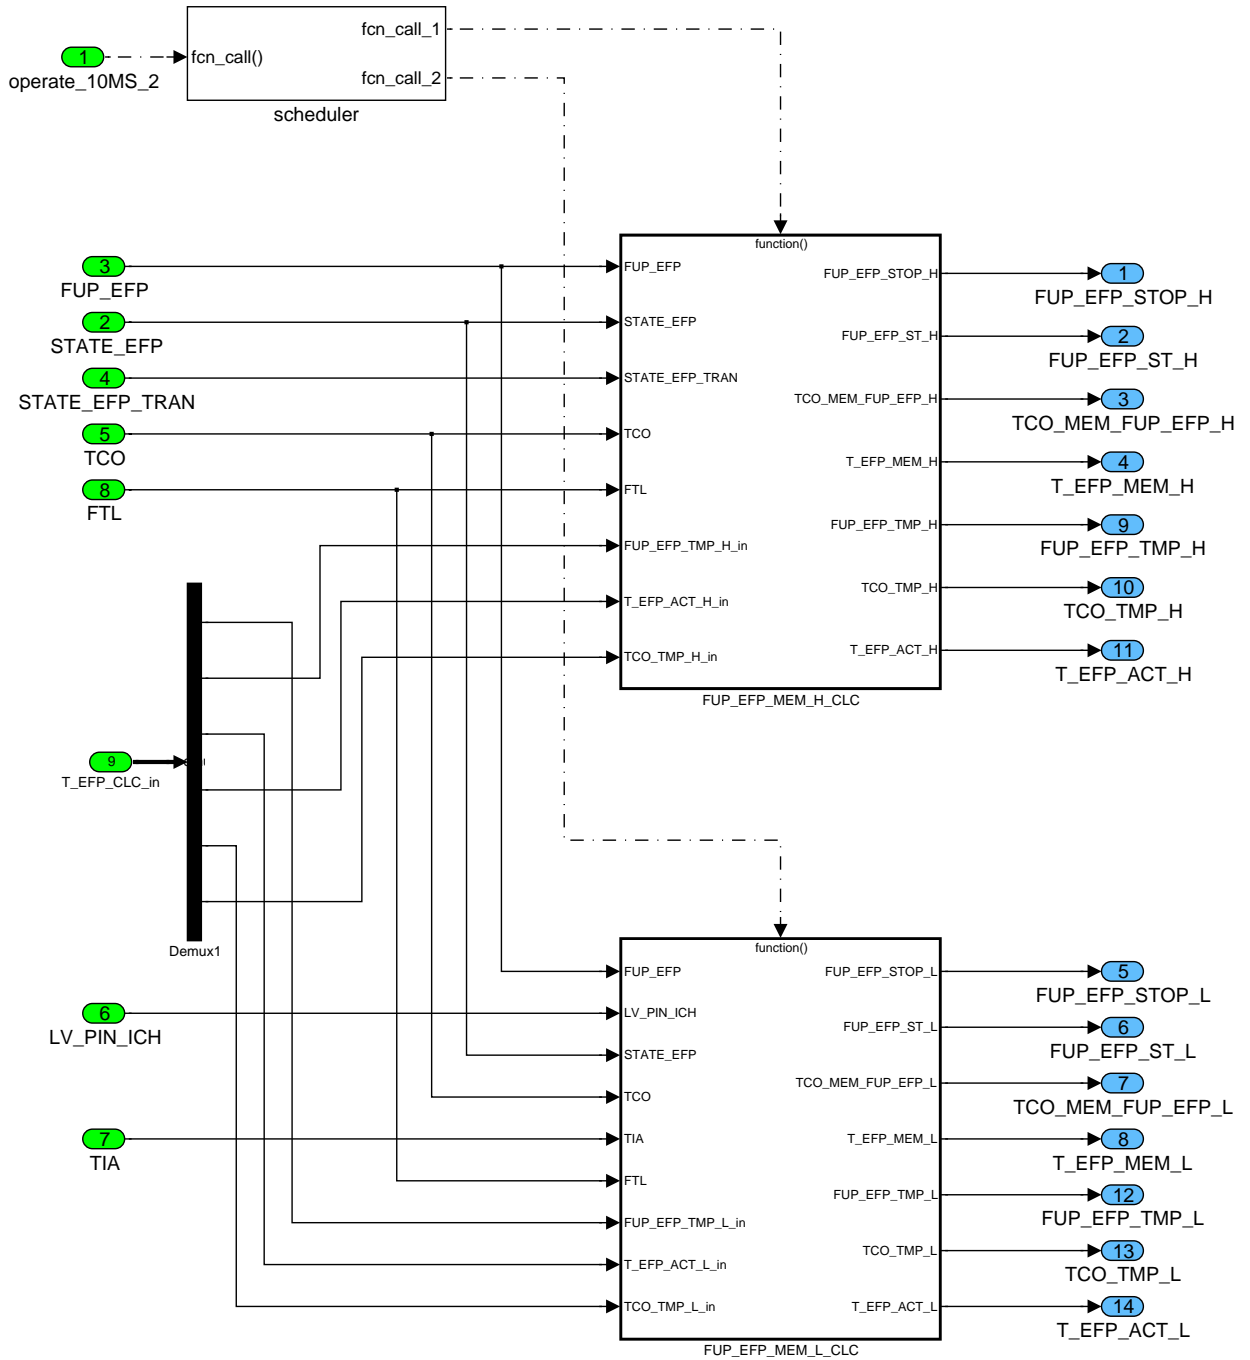 1
operate_10MS_2
fcn_call()
fcn_call_1
fcn_call_2
scheduler
3
FUP_EFP
2
STATE_EFP
4
STATE_EFP_TRAN
5
TCO
8
FTL
9
T_EFP_CLC_in
Demux1
6
LV_PIN_ICH
7
TIA
function()
FUP_EFP
STATE_EFP
STATE_EFP_TRAN
TCO
FTL
FUP_EFP_TMP_H_in
T_EFP_ACT_H_in
TCO_TMP_H_in
FUP_EFP_STOP_H
FUP_EFP_ST_H
TCO_MEM_FUP_EFP_H
T_EFP_MEM_H
FUP_EFP_TMP_H
TCO_TMP_H
T_EFP_ACT_H
FUP_EFP_MEM_H_CLC
1
FUP_EFP_STOP_H
2
FUP_EFP_ST_H
3
TCO_MEM_FUP_EFP_H
4
T_EFP_MEM_H
9
FUP_EFP_TMP_H
10
TCO_TMP_H
11
T_EFP_ACT_H
function()
FUP_EFP
LV_PIN_ICH
STATE_EFP
TCO
TIA
FTL
FUP_EFP_TMP_L_in
T_EFP_ACT_L_in
TCO_TMP_L_in
FUP_EFP_STOP_L
FUP_EFP_ST_L
TCO_MEM_FUP_EFP_L
T_EFP_MEM_L
FUP_EFP_TMP_L
TCO_TMP_L
T_EFP_ACT_L
FUP_EFP_MEM_L_CLC
5
FUP_EFP_STOP_L
6
FUP_EFP_ST_L
7
TCO_MEM_FUP_EFP_L
8
T_EFP_MEM_L
12
FUP_EFP_TMP_L
13
TCO_TMP_L
14
T_EFP_ACT_L